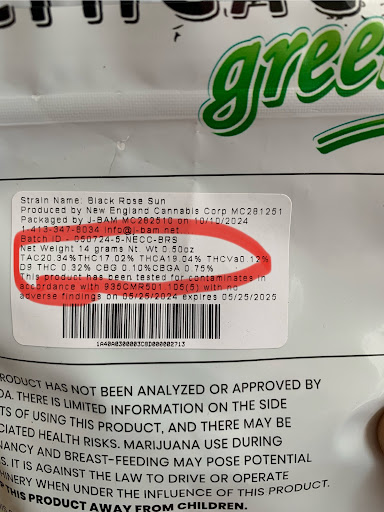 gree
Strain Name: Black Rose Sun
Produced by New England Cannabis Corp MC281251
Packaged by J-BAM MC282510 on 10/10/2024
1-413-347-8034 info@j-bam.net
Batch ID - 050724-5-NECC-BRS
Net Weight 14 grams Nt. Wt 0.50oz
TAC20.34%THC17.02% THCA19.04% THCVa0.12%
D9 THC 0.32% CBG 0.10%CBGA 0.75%
This product has been tested for contaminates in
accordance with 935CMR501.105(5) with no
adverse findings on 05/25/2024 expires 05/25/2025
1A40A0300003C8D000002713
PRODUCT HAS NOT BEEN ANALYZED OR APPROVED BY
DA. THERE IS LIMITED INFORMATION ON THE SIDE
TS OF USING THIS PRODUCT, AND THERE MAY BE
CIATED HEALTH RISKS. MARIJUANA USE DURING
NANCY AND BREAST-FEEDING MAY POSE POTENTIAL
S. IT IS AGAINST THE LAW TO DRIVE OR OPERATE
HINERY WHEN UNDER THE INFLUENCE OF THIS PRODUCT.
THIS PRODUCT AWAY FROM CHILDREN.